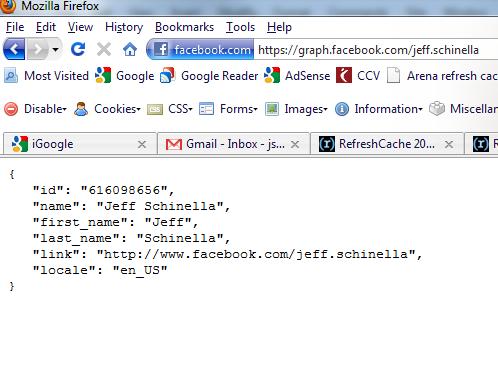 Mozilla Firefox
File Edit View History Bookmarks Tools Help
facebook.com https://graph.facebook.com/jeff.schinella
Most Visited Google Google Reader AdSense CCV Arena refresh cac
Disable Cookies CSS Forms Images Information Miscellan
iGoogle Gmail - Inbox - js... RefreshCache 20... R
{
"id": "616098656",
"name": "Jeff Schinella",
"first_name": "Jeff",
"last_name": "Schinella",
"link": "http://www.facebook.com/jeff.schinella",
"locale": "en_US"
}